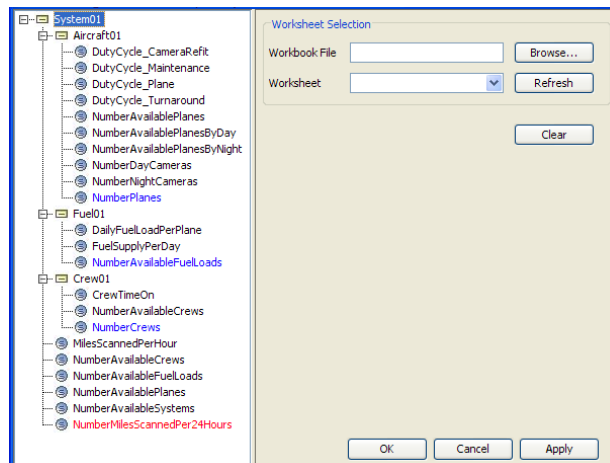 System01
Aircraft01
DutyCycle_CameraRefit
DutyCycle_Maintenance
DutyCycle_Plane
DutyCycle_Turnaround
NumberAvailablePlanes
NumberAvailablePlanesByDay
NumberAvailablePlanesByNight
NumberDayCameras
NumberNightCameras
NumberPlanes
Fuel01
DailyFuelLoadPerPlane
FuelSupplyPerDay
NumberAvailableFuelLoads
Crew01
CrewTimeOn
NumberAvailableCrews
NumberCrews
MilesScannedPerHour
NumberAvailableCrews
NumberAvailableFuelLoads
NumberAvailablePlanes
NumberAvailableSystems
NumberMilesScannedPer24Hours
Worksheet Selection
Workbook File Browse...
Worksheet Refresh
Clear
OK Cancel Apply